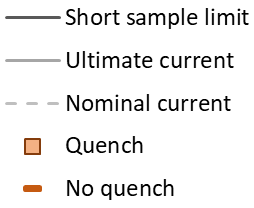 Short sample limit
Ultimate current
Nominal current
Quench
No quench